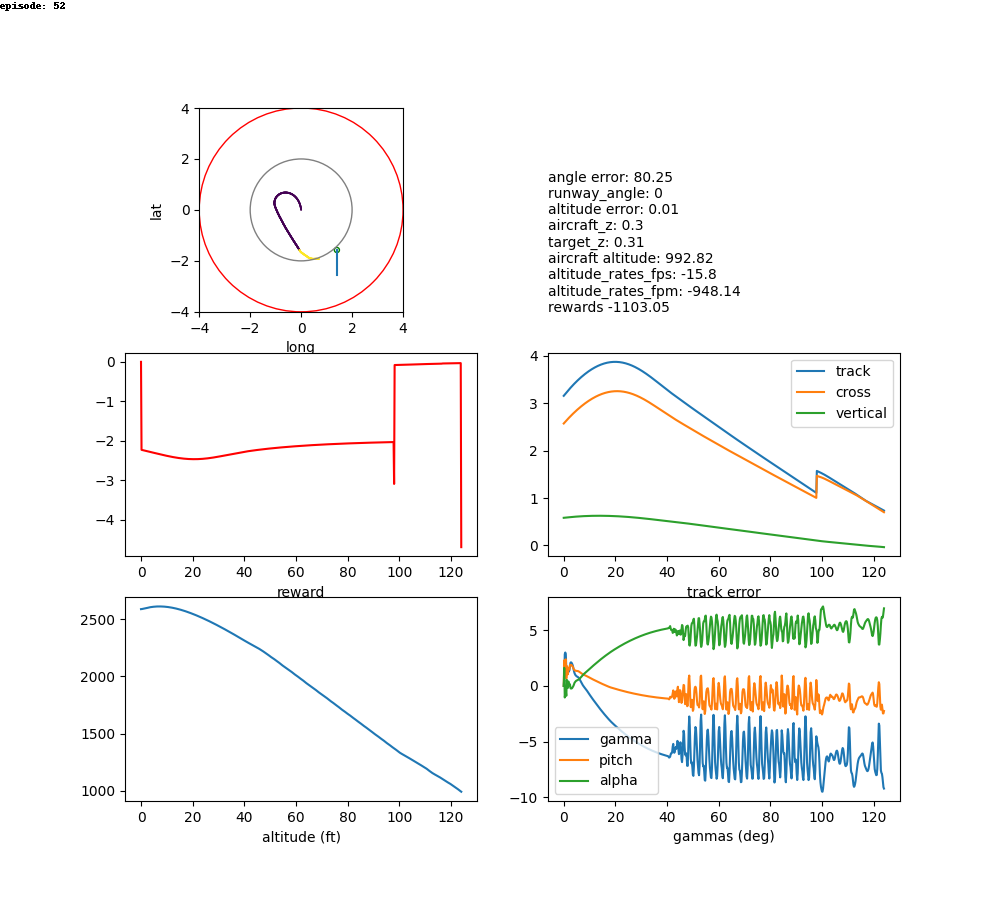 episode: 52
4
2
0
−2
−4
lat
−4 −2 0 2 4
long
angle error: 80.25
runway_angle: 0
altitude error: 0.01
aircraft_z: 0.3
target_z: 0.31
aircraft altitude: 992.82
altitude_rates_fps: -15.8
altitude_rates_fpm: -948.14
rewards -1103.05
0
−1
−2
−3
−4
0 20 40 60 80 100 120
reward
4
3
2
1
0
track
cross
vertical
0 20 40 60 80 100 120
track error
2500
2000
1500
1000
0 20 40 60 80 100 120
altitude (ft)
5
0
−5
−10
gamma
pitch
alpha
0 20 40 60 80 100 120
gammas (deg)